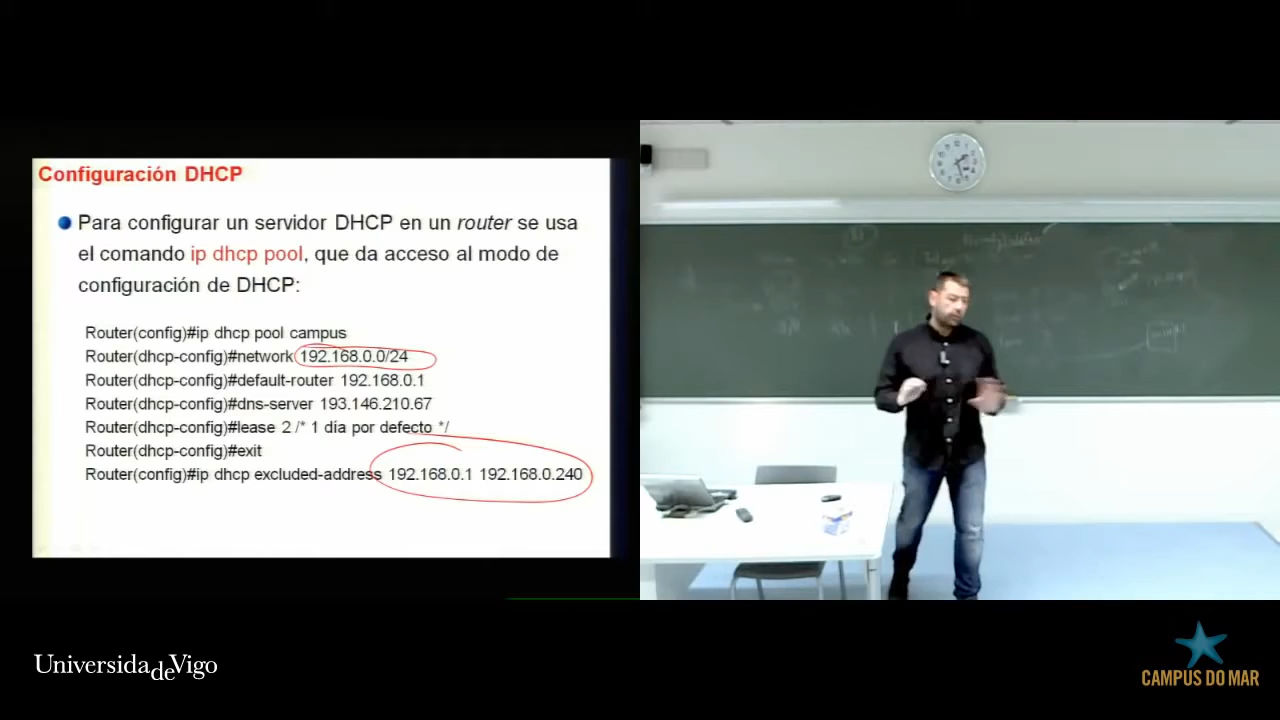 Configuración DHCP
Para configurar un servidor DHCP en un router se usa
el comando ip dhcp pool, que da acceso al modo de
configuración de DHCP:
Router(config)#ip dhcp pool campus
Router(dhcp-config)#network 192.168.0.0/24
Router(dhcp-config)#default-router 192.168.0.1
Router(dhcp-config)#dns-server 193.146.210.67
Router(dhcp-config)#lease 2 /* 1 día por defecto */
Router(dhcp-config)#exit
Router(config)#ip dhcp excluded-address 192.168.0.1 192.168.0.240
UniversidadeVigo
CAMPUS DO MAR